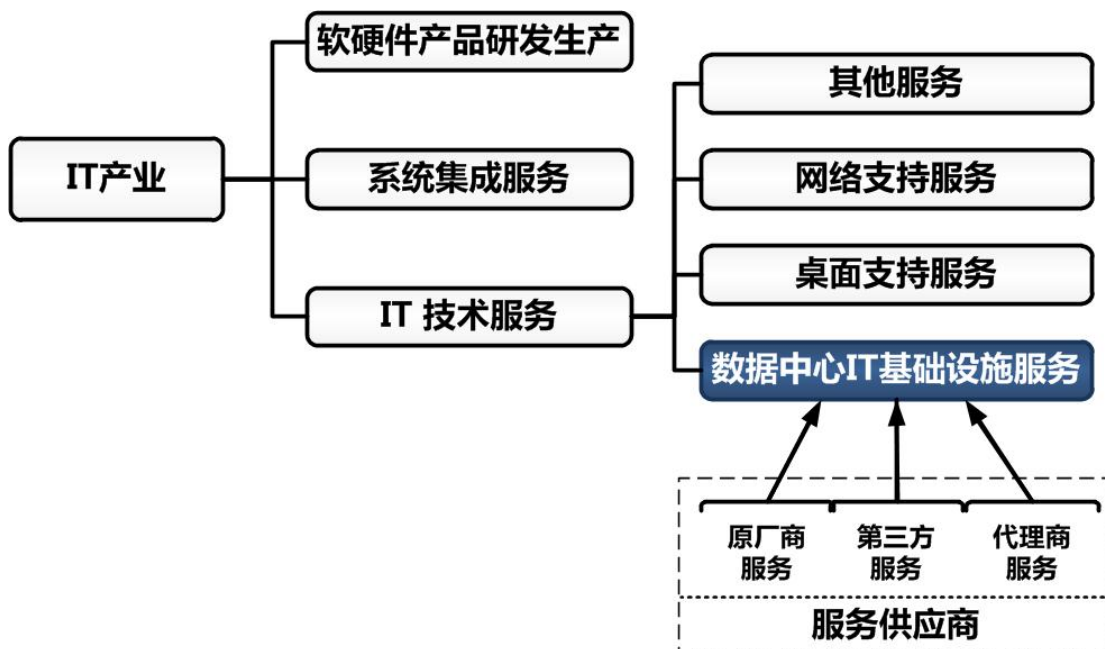 软硬件产品研发生产
其他服务
IT产业
系统集成服务
网络支持服务
桌面支持服务
IT 技术服务
数据中心IT基础设施服务
原厂商
服务
第三方
服务
代理商
服务
服务供应商